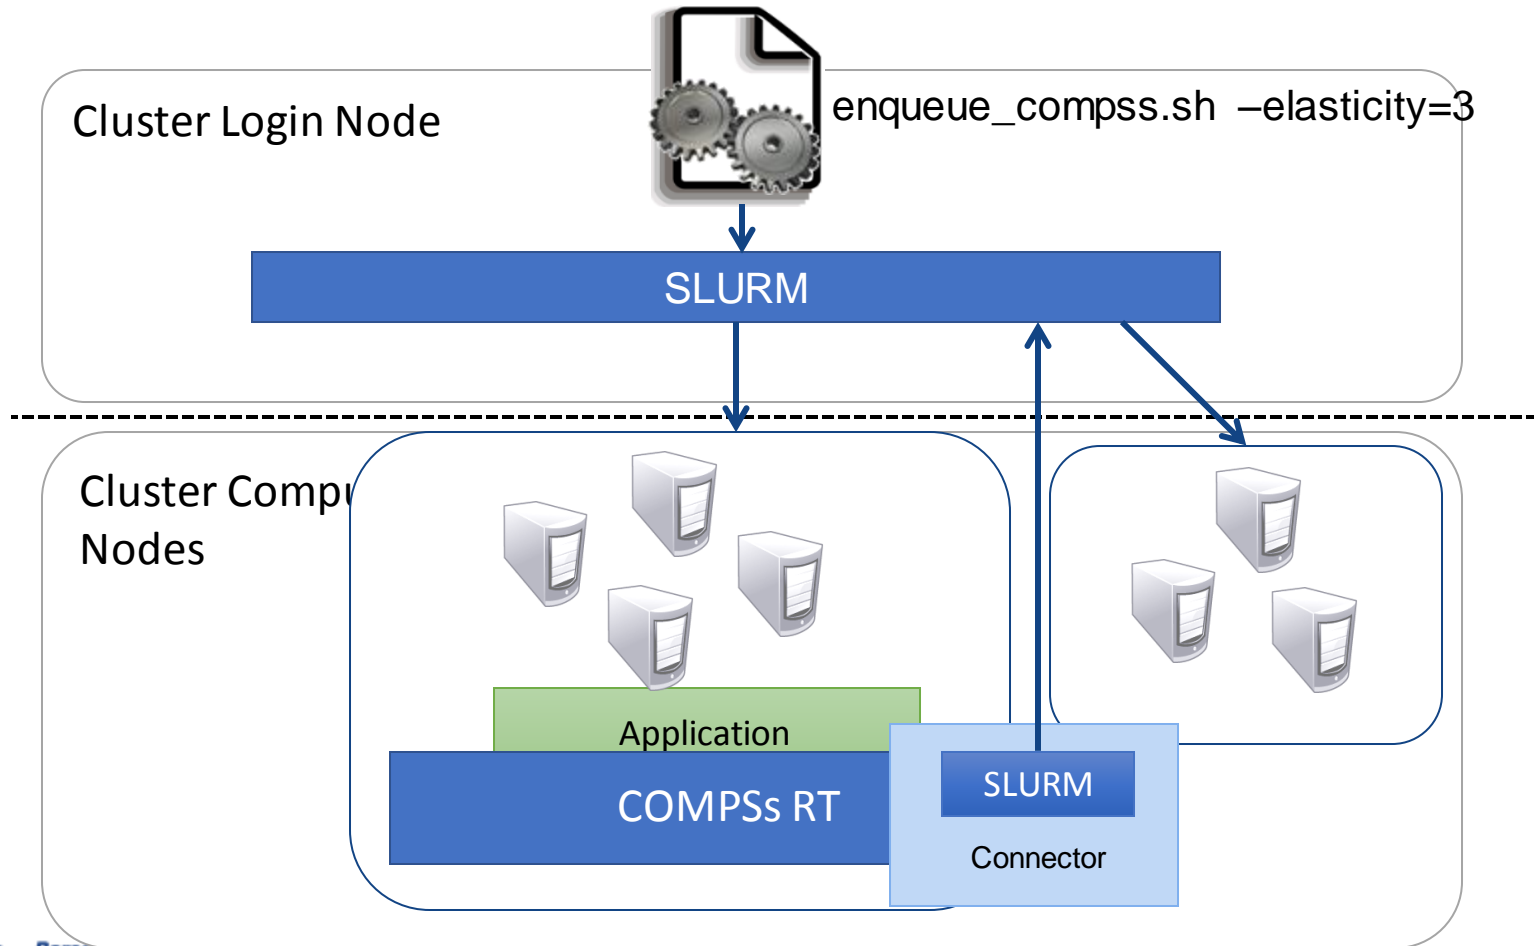 Cluster Login Node
enqueue_compss.sh –elasticity=3
SLURM
Cluster Compu
Nodes
Application
COMPSs RT
SLURM
Connector